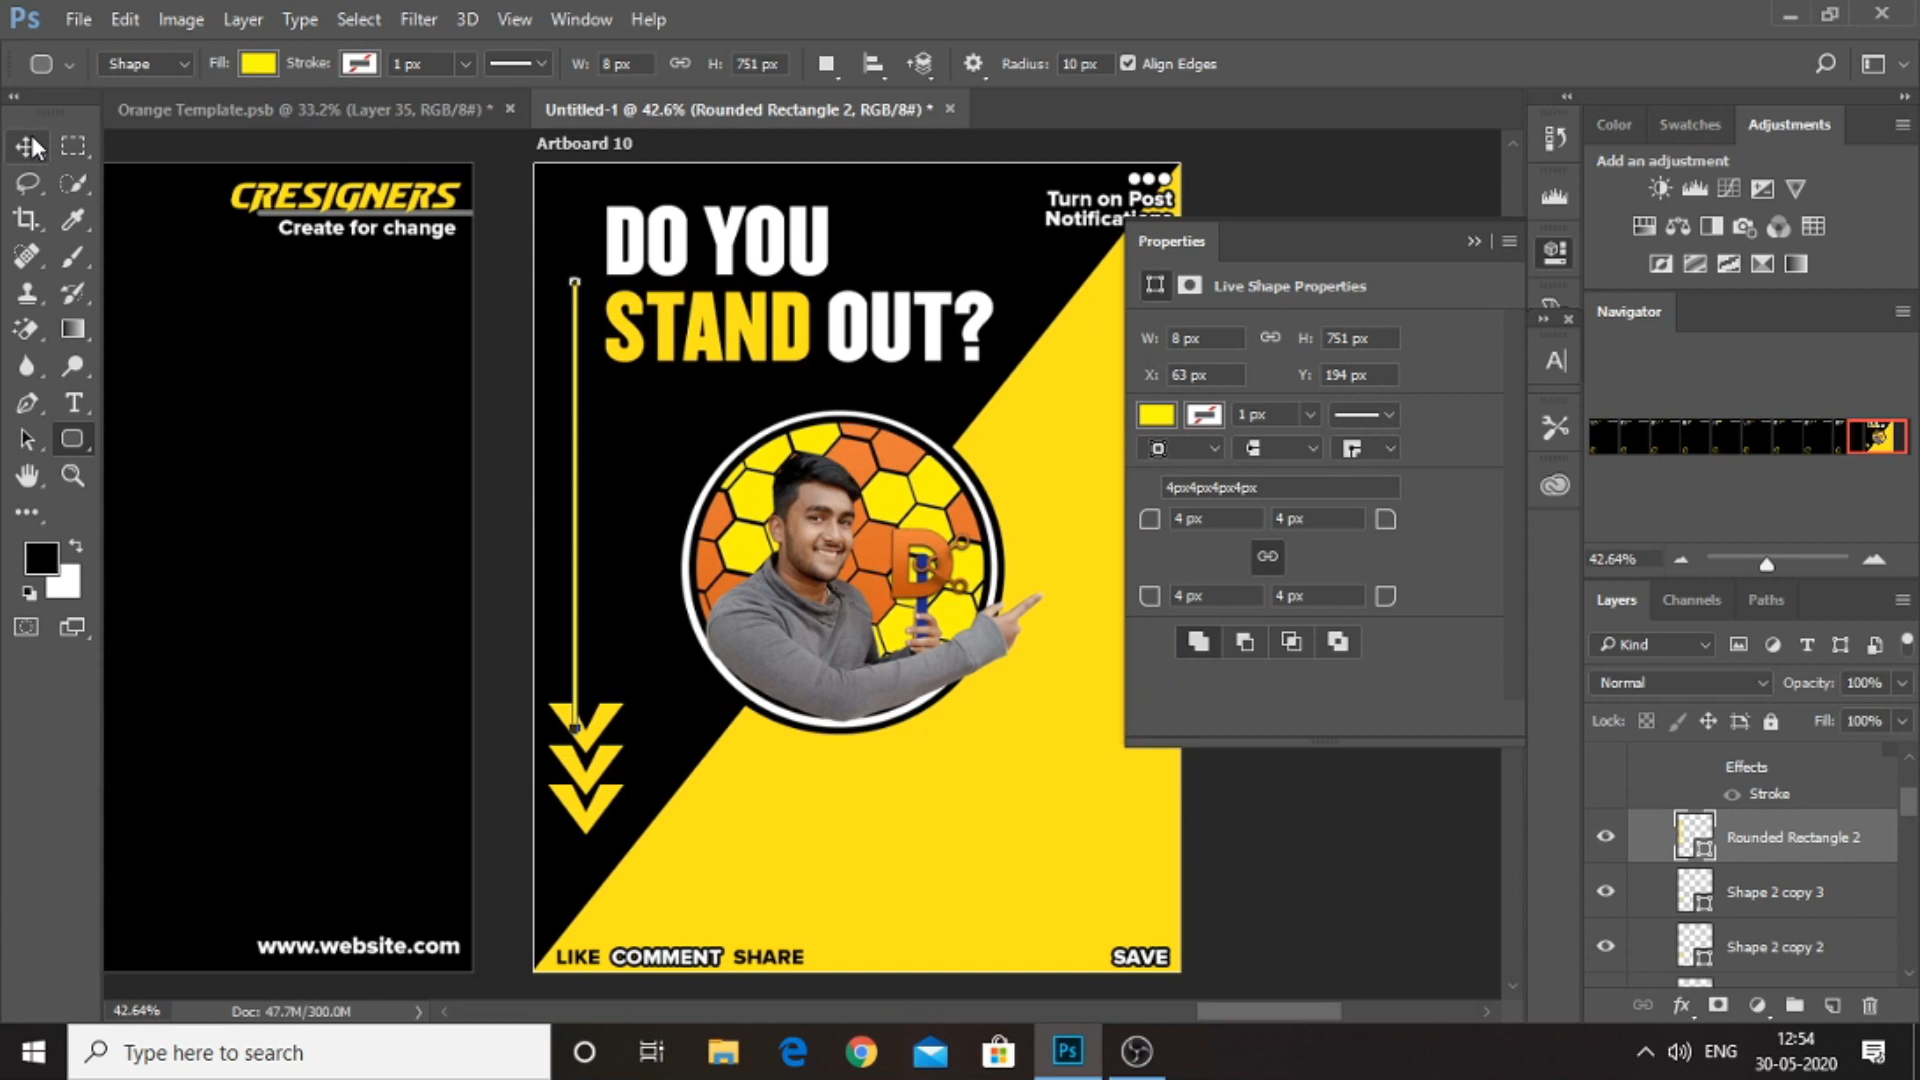 Ps File Edit Image Layer Type Select Filter 3D View Window Help
Shape Fill: Stroke: 1 px W: 8 px H: 751 px Radius: 10 px Align Edges
Orange Template.psb @ 33.2% (Layer 35, RGB/8#) * Untitled-1 @ 42.6% (Rounded Rectangle 2, RGB/8#) *
Artboard 10
CRESIGNERS
Create for change
www.website.com
Turn on Post
DO YOU
STAND OUT?
D
LIKE COMMENT SHARE SAVE
Properties
Live Shape Properties
W: 8 px H: 751 px
X: 63 px Y: 194 px
1 px
4px4px4px4px
4 px 4 px
4 px 4 px
Color Swatches Adjustments
Add an adjustment
Navigator
42.64%
Layers Channels Paths
Kind
Normal Opacity: 100%
Lock: Fill: 100%
Effects
Stroke
Rounded Rectangle 2
Shape 2 copy 3
Shape 2 copy 2
fx
42.64% Doc: 47.7M/300.0M
Type here to search
Ps
ENG
12:54
30-05-2020